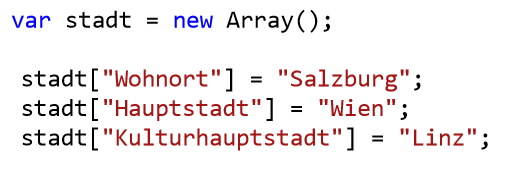 var stadt = new Array();
stadt["Wohnort"] = "Salzburg";
stadt["Hauptstadt"] = "Wien";
stadt["Kulturhauptstadt"] = "Linz";